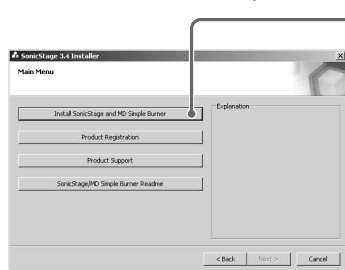 SonicStage 3.4 Installer
Main Menu
Install SonicStage and MD Simple Burner
Product Registration
Product Support
SonicStage/MD Simple Burner Readme
Explanation
< Back
Next >
Cancel